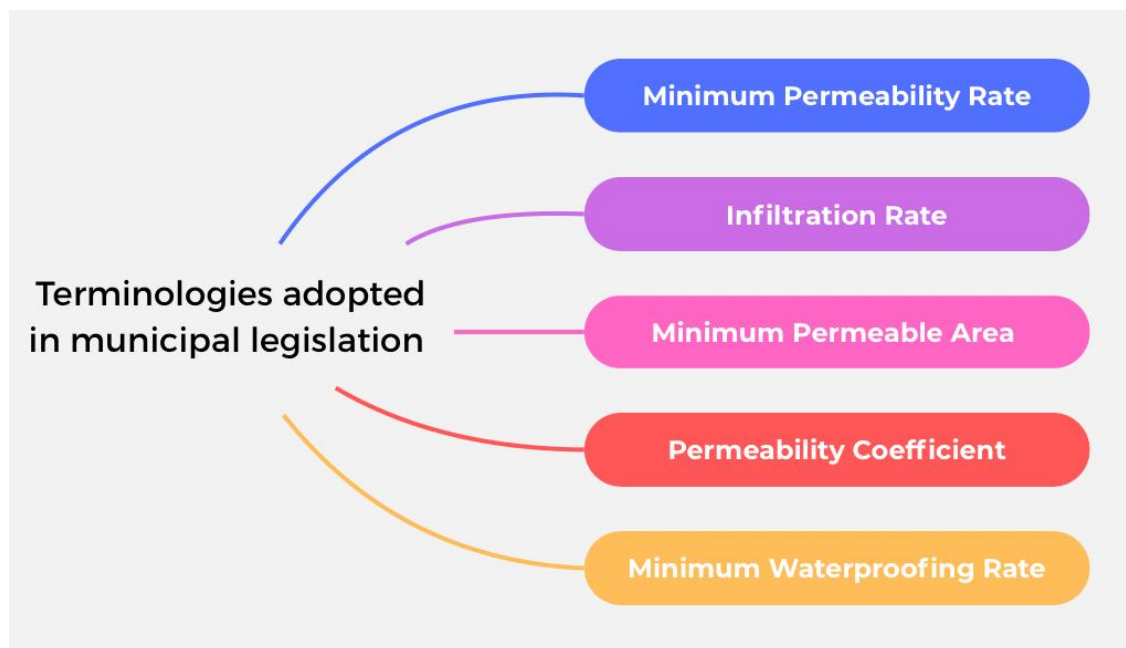 Terminologies adopted
in municipal legislation
Minimum Permeability Rate
Infiltration Rate
Minimum Permeable Area
Permeability Coefficient
Minimum Waterproofing Rate